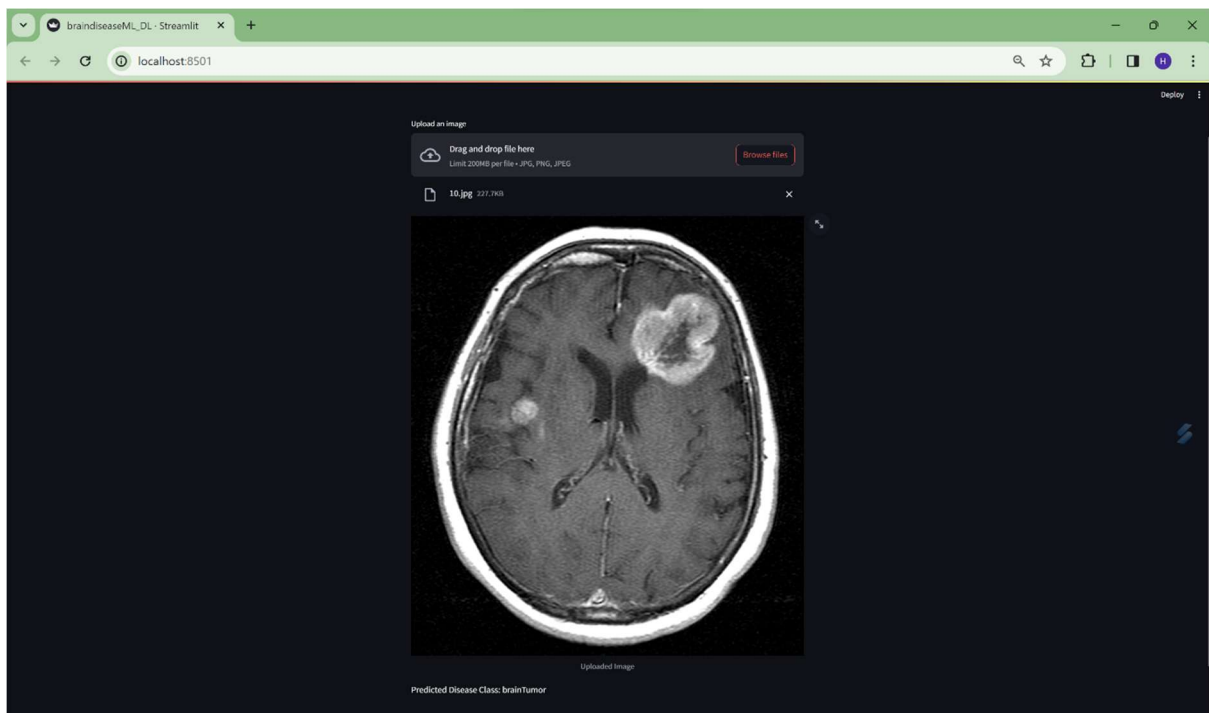 braindiseaseML_DL · Streamlit
localhost:8501
H
Deploy
Upload an image
Drag and drop file here
Limit 200MB per file • JPG, PNG, JPEG
Browse files
10.jpg 227.7KB
Uploaded Image
Predicted Disease Class: brainTumor